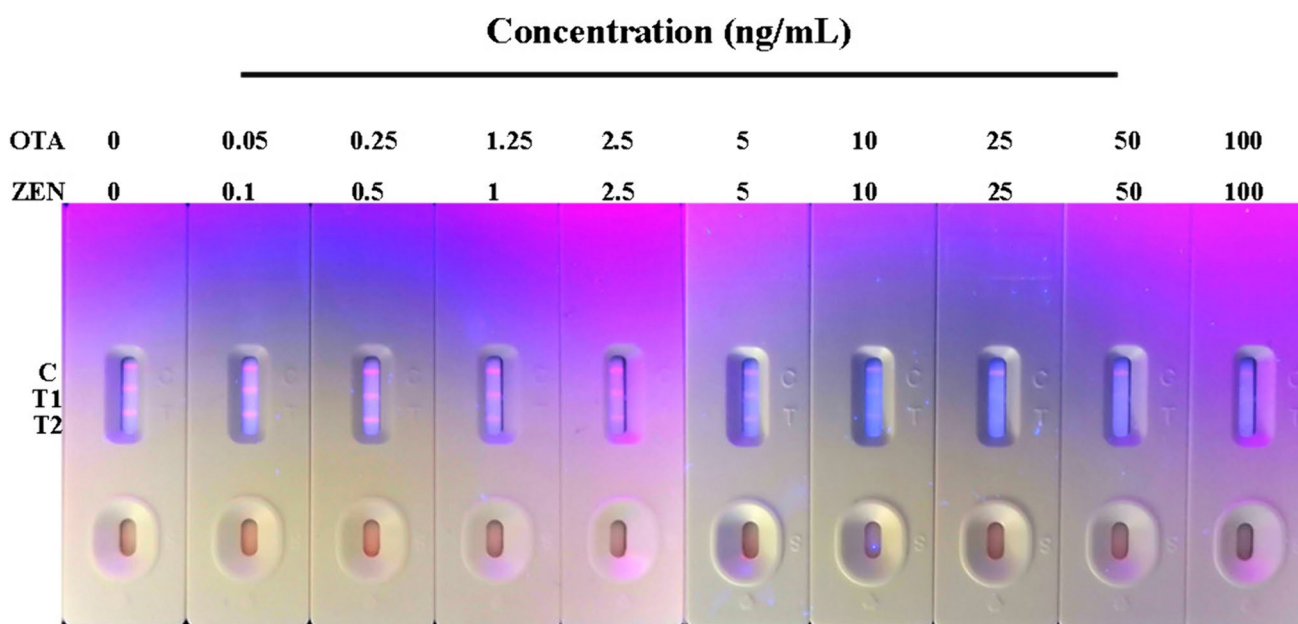 Concentration (ng/mL)
OTA 0 0.05 0.25 1.25 2.5 5 10 25 50 100
ZEN 0 0.1 0.5 1 2.5 5 10 25 50 100
C C C C C C C C
T1
T2 T T T T T T
S S S S